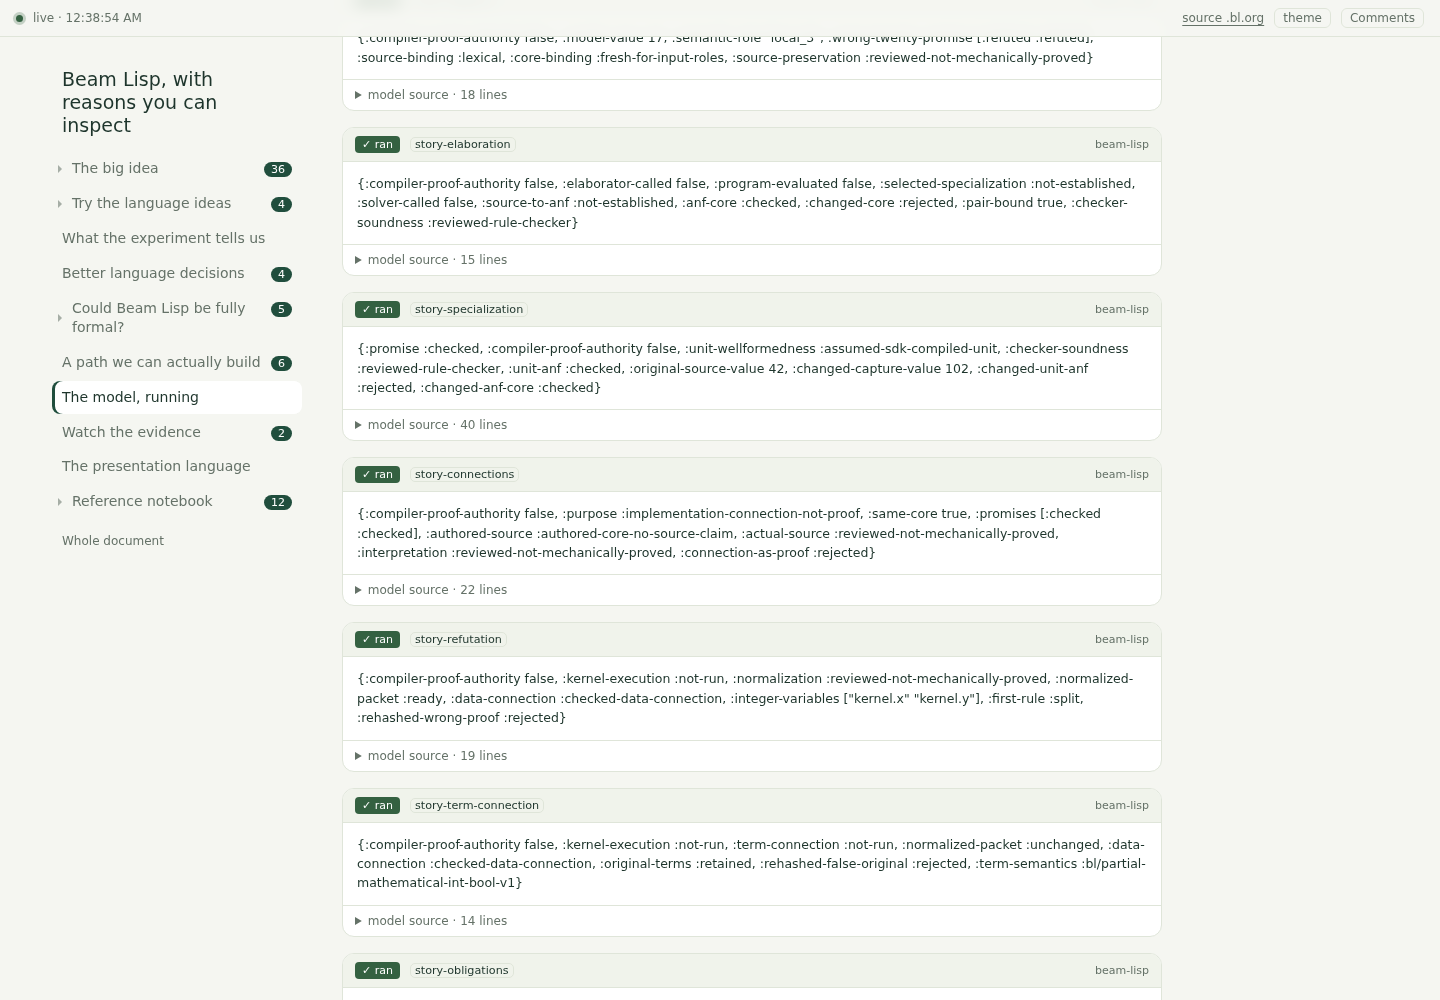 live · 12:38:54 AM
source .bl.org
theme
Comments
Beam Lisp, with
reasons you can
inspect
The big idea
36
Try the language ideas
4
What the experiment tells us
Better language decisions
4
Could Beam Lisp be fully
formal?
5
A path we can actually build
6
The model, running
Watch the evidence
2
The presentation language
Reference notebook
12
Whole document
{:compiler-proof-authority false, :model-value 17, :semantic-role "local_3", :wrong-twenty-promise [:refuted :refuted],
:source-binding :lexical, :core-binding :fresh-for-input-roles, :source-preservation :reviewed-not-mechanically-proved}
model source · 18 lines
✓ ran
story-elaboration
beam-lisp
{:compiler-proof-authority false, :elaborator-called false, :program-evaluated false, :selected-specialization :not-established,
:solver-called false, :source-to-anf :not-established, :anf-core :checked, :changed-core :rejected, :pair-bound true, :checker-
soundness :reviewed-rule-checker}
model source · 15 lines
✓ ran
story-specialization
beam-lisp
{:promise :checked, :compiler-proof-authority false, :unit-wellformedness :assumed-sdk-compiled-unit, :checker-soundness
:reviewed-rule-checker, :unit-anf :checked, :original-source-value 42, :changed-capture-value 102, :changed-unit-anf
:rejected, :changed-anf-core :checked}
model source · 40 lines
✓ ran
story-connections
beam-lisp
{:compiler-proof-authority false, :purpose :implementation-connection-not-proof, :same-core true, :promises [:checked
:checked], :authored-source :authored-core-no-source-claim, :actual-source :reviewed-not-mechanically-proved,
:interpretation :reviewed-not-mechanically-proved, :connection-as-proof :rejected}
model source · 22 lines
✓ ran
story-refutation
beam-lisp
{:compiler-proof-authority false, :kernel-execution :not-run, :normalization :reviewed-not-mechanically-proved, :normalized-
packet :ready, :data-connection :checked-data-connection, :integer-variables ["kernel.x" "kernel.y"], :first-rule :split,
:rehashed-wrong-proof :rejected}
model source · 19 lines
✓ ran
story-term-connection
beam-lisp
{:compiler-proof-authority false, :kernel-execution :not-run, :term-connection :not-run, :normalized-packet :unchanged, :data-
connection :checked-data-connection, :original-terms :retained, :rehashed-false-original :rejected, :term-semantics :bl/partial-
mathematical-int-bool-v1}
model source · 14 lines
✓ ran
story-obligations
beam-lisp